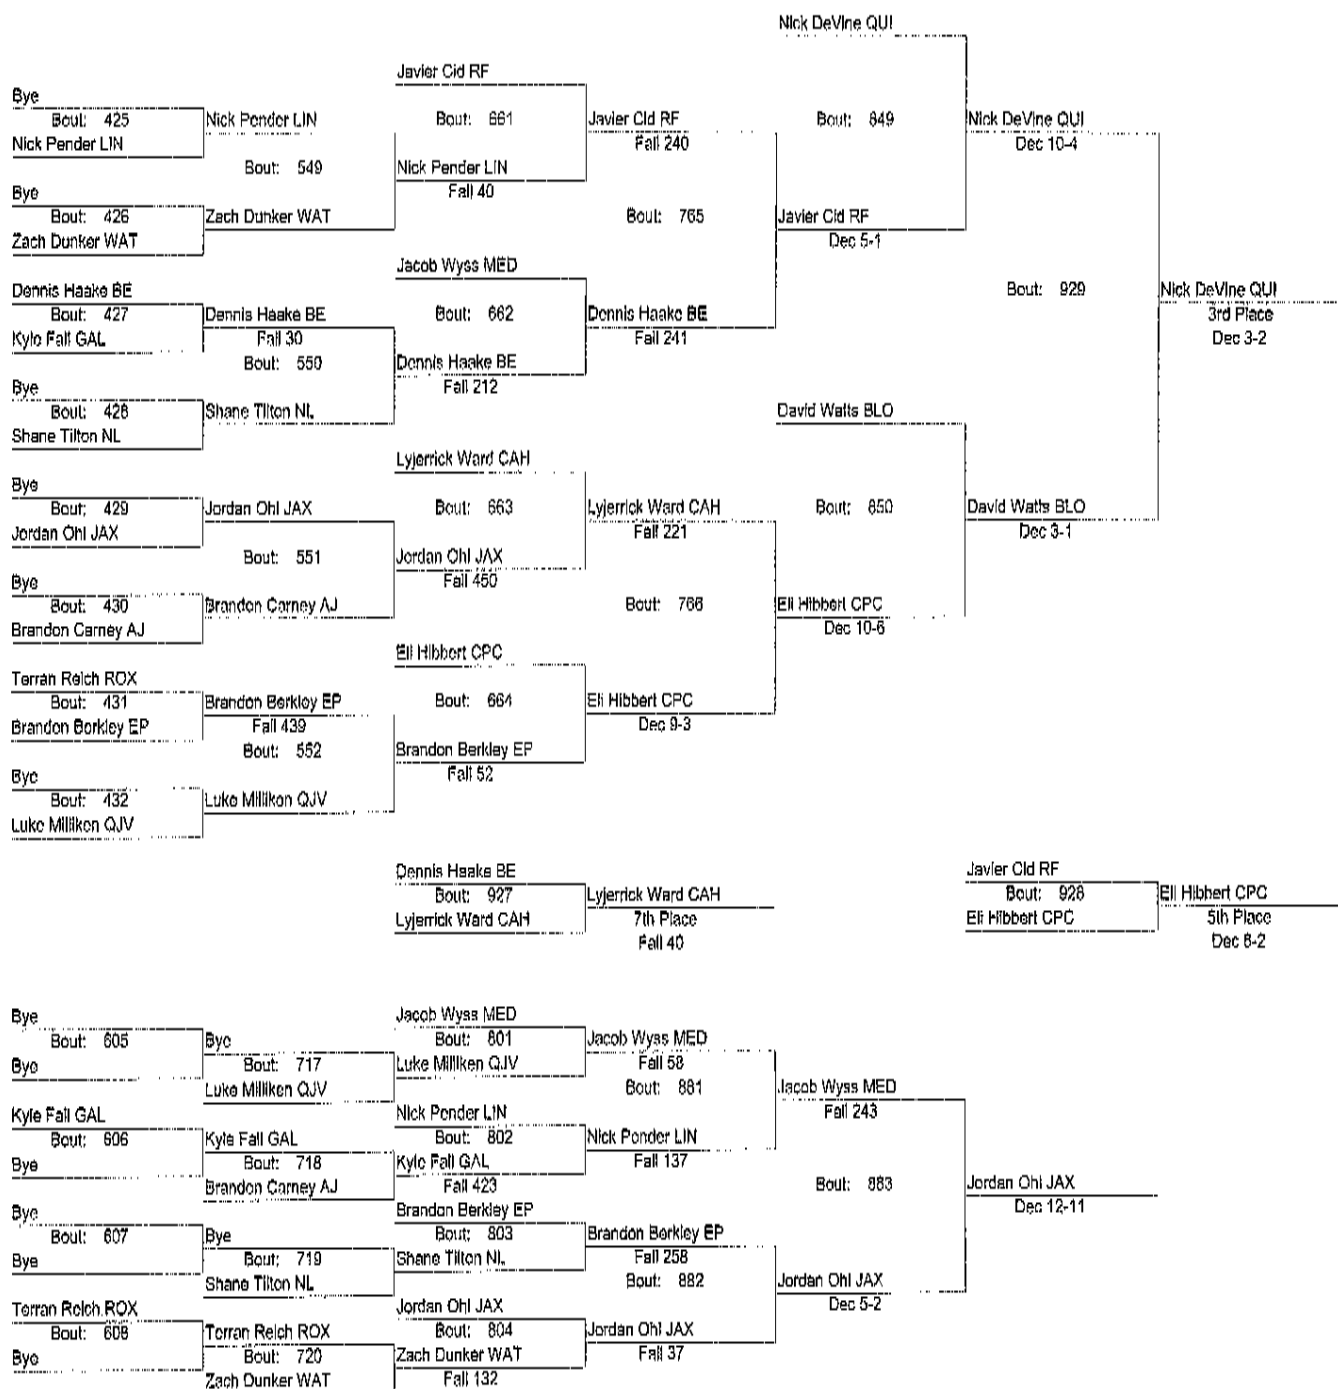 Nick DeVine QUI
Javier Cid RF
Bye
Bout: 425
Nick Pender LIN
Nick Pender LIN
Bout: 661
Javier Cid RF
Fall 240
Bout: 849
Nick DeVine QUI
Dec 10-4
Bout: 549
Nick Pender LIN
Fall 40
Bye
Bout: 426
Zach Dunker WAT
Zach Dunker WAT
Bout: 765
Javier Cid RF
Dec 5-1
Jacob Wyss MED
Dennis Haake BE
Bout: 427
Kyle Fall GAL
Dennis Haake BE
Fall 30
Bout: 662
Dennis Haake BE
Fall 241
Bout: 929
Nick DeVine QUI
3rd Place
Dec 3-2
Bout: 550
Dennis Haake BE
Fall 212
Bye
Bout: 428
Shane Tilton NL
Shane Tilton NL
David Watts BLO
Lyjerrick Ward CAH
Bye
Bout: 429
Jordan Ohl JAX
Jordan Ohl JAX
Bout: 663
Lyjerrick Ward CAH
Fall 221
Bout: 850
David Watts BLO
Dec 3-1
Bout: 551
Jordan Ohl JAX
Fall 450
Bye
Bout: 430
Brandon Carney AJ
Brandon Carney AJ
Bout: 766
Eli Hibbert CPC
Dec 10-6
Eli Hibbert CPC
Terran Reich ROX
Bout: 431
Brandon Berkley EP
Brandon Berkley EP
Fall 439
Bout: 664
Eli Hibbert CPC
Dec 9-3
Bout: 552
Brandon Berkley EP
Fall 52
Bye
Bout: 432
Luke Milliken QJV
Luke Milliken QJV
Dennis Haake BE
Bout: 927
Lyjerrick Ward CAH
Lyjerrick Ward CAH
7th Place
Fall 40
Javier Cid RF
Bout: 928
Eli Hibbert CPC
Eli Hibbert CPC
5th Place
Dec 8-2
Bye
Bout: 605
Bye
Bye
Bout: 717
Luke Milliken QJV
Jacob Wyss MED
Bout: 801
Luke Milliken QJV
Jacob Wyss MED
Fall 58
Bout: 881
Jacob Wyss MED
Fall 243
Kyle Fall GAL
Bout: 606
Bye
Kyle Fall GAL
Bout: 718
Brandon Carney AJ
Nick Pender LIN
Bout: 802
Kyle Fall GAL
Fall 423
Nick Pender LIN
Fall 137
Bout: 883
Jordan Ohl JAX
Dec 12-11
Bye
Bout: 607
Bye
Bye
Bout: 719
Shane Tilton NL
Brandon Berkley EP
Bout: 803
Shane Tilton NL
Brandon Berkley EP
Fall 258
Bout: 882
Jordan Ohl JAX
Dec 5-2
Terran Reich ROX
Bout: 608
Bye
Terran Reich ROX
Bout: 720
Zach Dunker WAT
Jordan Ohl JAX
Bout: 804
Zach Dunker WAT
Fall 132
Jordan Ohl JAX
Fall 37